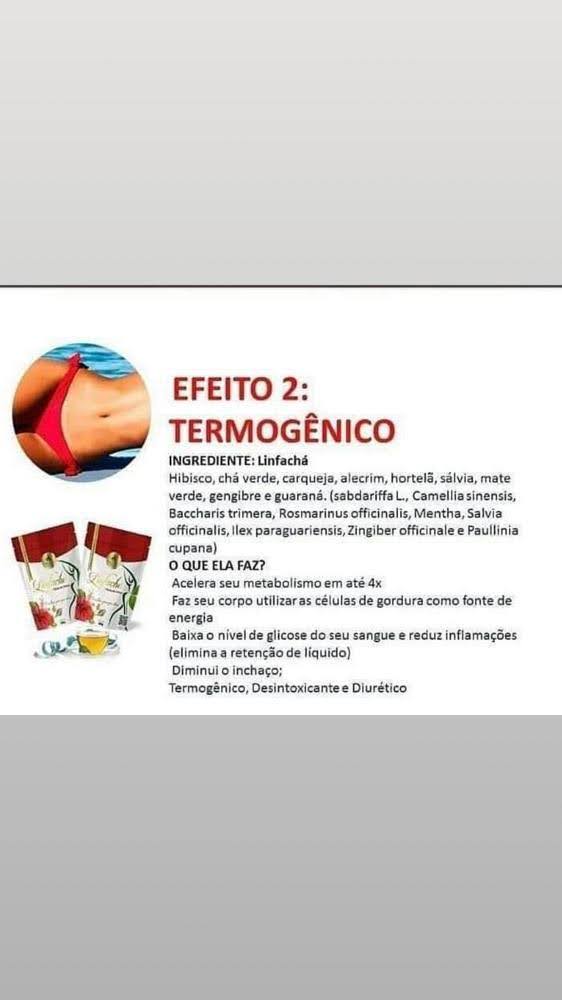 EFEITO 2:
TERMOGÊNICO
INGREDIENTE: Linfachá
Hibisco, chá verde, carqueja, alecrim, hortelã, sálvia, mate
verde, gengibre e guaraná. (sabdariffa L., Camellia sinensis,
Baccharis trimera, Rosmarinus officinalis, Mentha, Salvia
officinalis, Ilex paraguariensis, Zingiber officinale e Paullinia
cupana)
O QUE ELA FAZ?
Acelera seu metabolismo em até 4x
Faz seu corpo utilizar as células de gordura como fonte de
energia
Baixa o nível de glicose do seu sangue e reduz inflamações
(elimina a retenção de líquido)
Diminui o inchaço;
Termogênico, Desintoxicante e Diurético